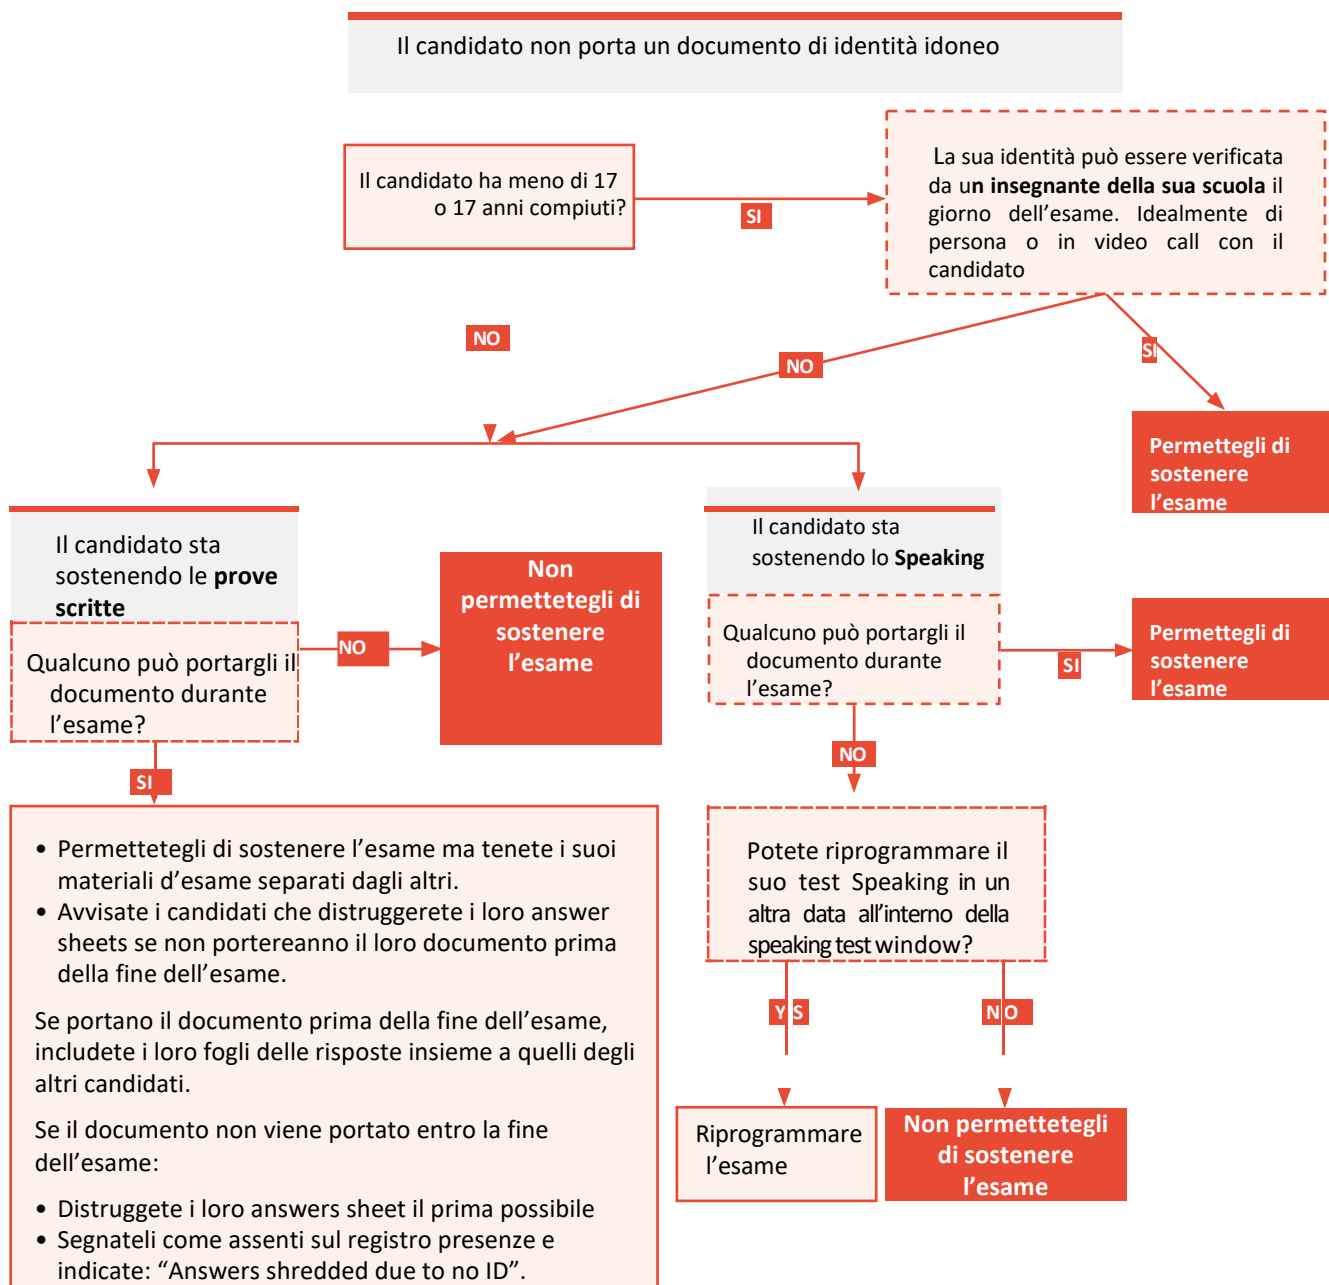 Il candidato non porta un documento di identità idoneo
Il candidato ha meno di 17
o 17 anni compiuti?
SI
La sua identità può essere verificata
da un insegnante della sua scuola il
giorno dell'esame. Idealmente di
persona o in video call con il
candidato
NO
NO
SI
Permettegli di
sostenere
l'esame
Il candidato sta
sostenendo le prove
scritte
Qualcuno può portargli il
documento durante
l'esame?
NO
Non
permettetegli di
sostenere
l'esame
Il candidato sta
sostenendo lo Speaking
Qualcuno può portargli il
documento durante
l'esame?
SI
Permettegli di
sostenere
l'esame
SI
NO
• Permettetegli di sostenere l'esame ma tenete i suoi
materiali d'esame separati dagli altri.
• Avvisate i candidati che distruggerete i loro answer
sheets se non portereanno il loro documento prima
della fine dell'esame.
Se portano il documento prima della fine dell'esame,
includete i loro fogli delle risposte insieme a quelli degli
altri candidati.
Se il documento non viene portato entro la fine
dell'esame:
• Distruggete i loro answers sheet il prima possibile
• Segnateli come assenti sul registro presenze e
indicate: “Answers shredded due to no ID”.
Potete riprogrammare il
suo test Speaking in un
altra data all'interno della
speaking test window?
Y S
NO
Riprogrammare
l'esame
Non permettetegli
di sostenere
l'esame